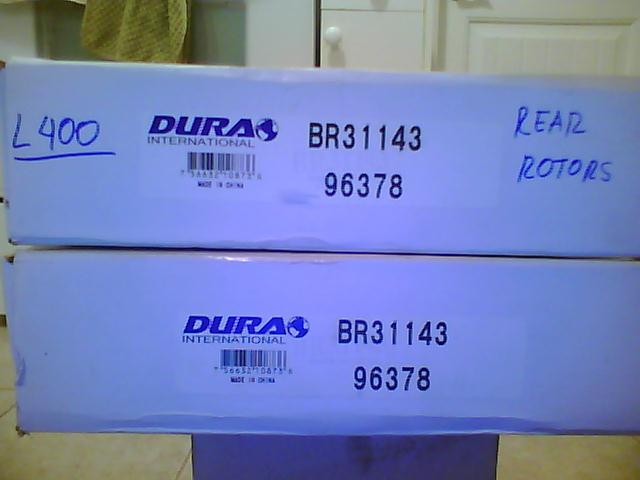 L400
DURA
INTERNATIONAL
BR31143
96378
MADE IN CHINA
REAR
ROTORS
DURA
INTERNATIONAL
BR31143
96378
MADE IN CHINA